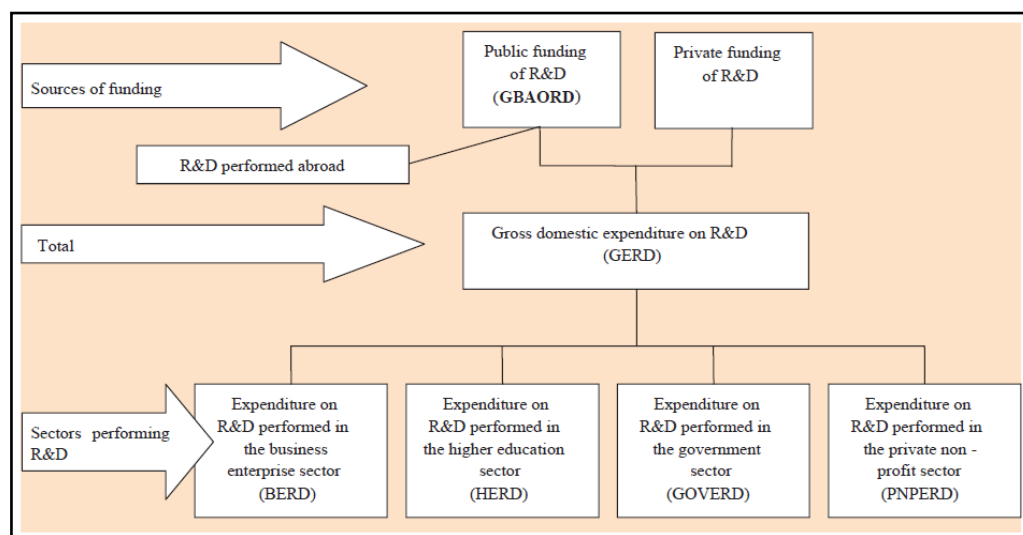 Public funding
of R&D
(GBAORD)
Private funding
of R&D
Sources of funding
R&D performed abroad
Total
Gross domestic expenditure on R&D
(GERD)
Sectors performing
R&D
Expenditure on
R&D performed in
the business
enterprise sector
(BERD)
Expenditure on
R&D performed in
the higher education
sector
(HERD)
Expenditure on
R&D performed in
the government
sector
(GOVERD)
Expenditure on
R&D performed in
the private non -
profit sector
(PNPERD)